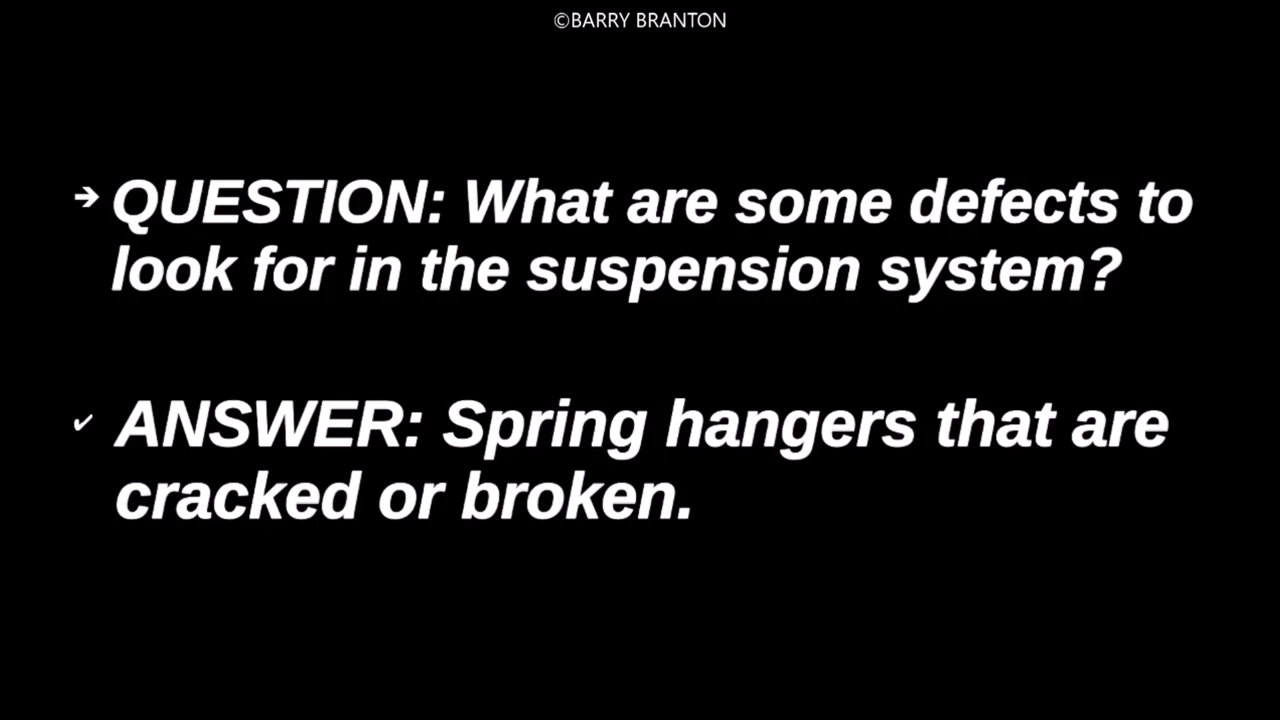 ©BARRY BRANTON
➔ QUESTION: What are some defects to
look for in the suspension system?
✔ ANSWER: Spring hangers that are
cracked or broken.